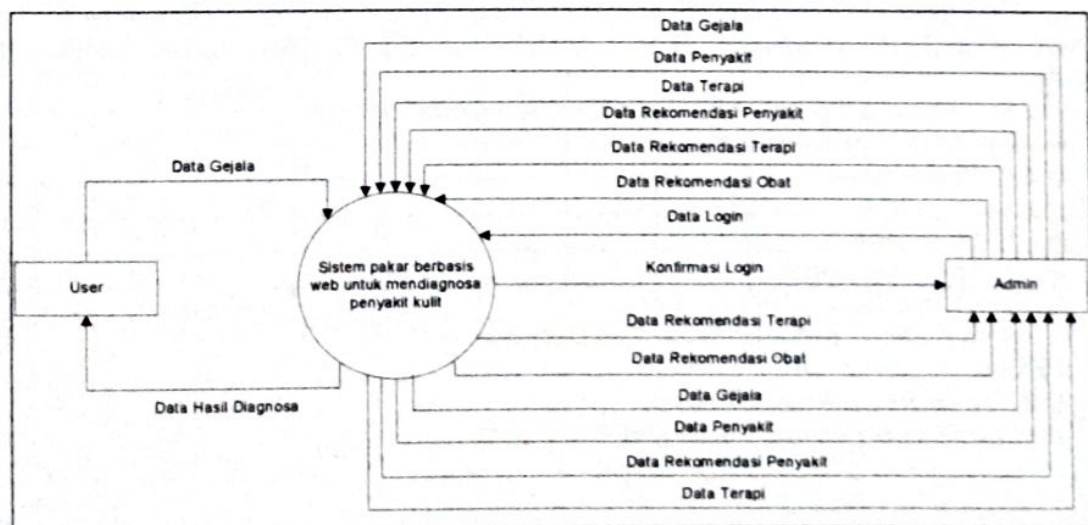 Data Gejala
Data Penyakit
Data Terapi
Data Rekomendasi Penyakit
Data Rekomendasi Terapi
Data Rekomendasi Obat
Data Login
Data Gejala
User
Sistem pakar berbasis
web untuk mendiagnosa
penyakit kulit
Konfirmasi Login
Admin
Data Rekomendasi Terapi
Data Rekomendasi Obat
Data Hasil Diagnosa
Data Gejala
Data Penyakit
Data Rekomendasi Penyakit
Data Terapi